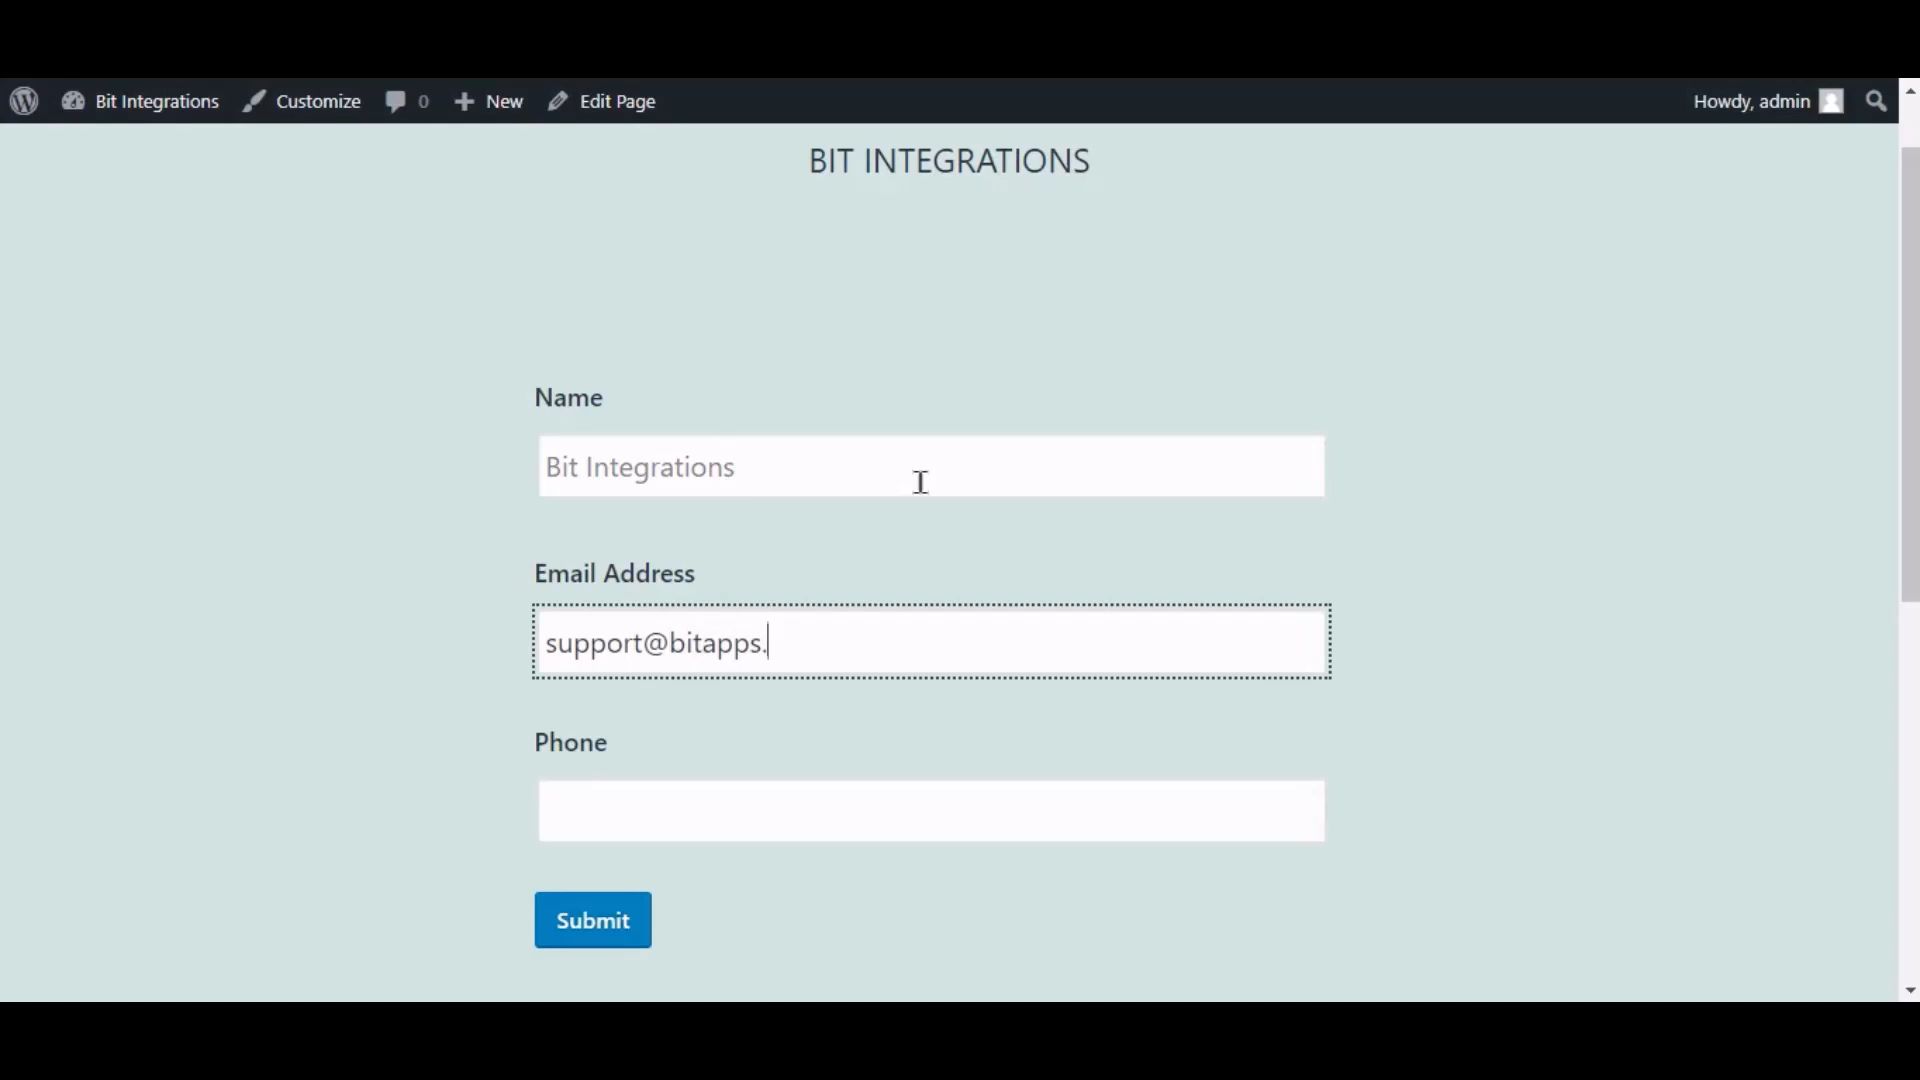 Bit Integrations Customize 0 New Edit Page Howdy, admin
BIT INTEGRATIONS
Name
Bit Integrations
Email Address
support@bitapps.
Phone
Submit